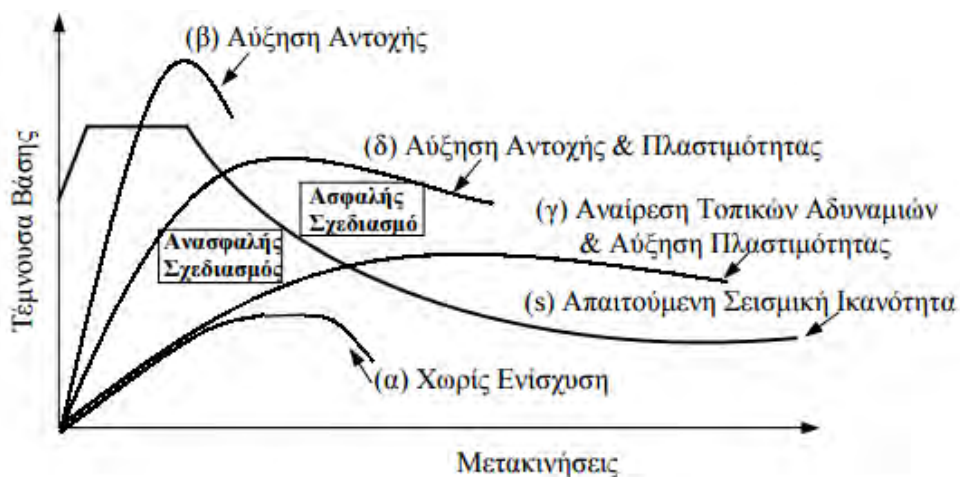 (β) Αύξηση Αντοχής
(δ) Αύξηση Αντοχής & Πλαστιμότητας
Ασφαλής
Σχεδιασμό
(γ) Αναίρεση Τοπικών Αδυναμιών
& Αύξηση Πλαστιμότητας
Ανασφαλής
Σχεδιασμός
(s) Απαιτούμενη Σεισμική Ικανότητα
(α) Χωρίς Ενίσχυση
Τέμνουσα Βάσης
Μετακινήσεις